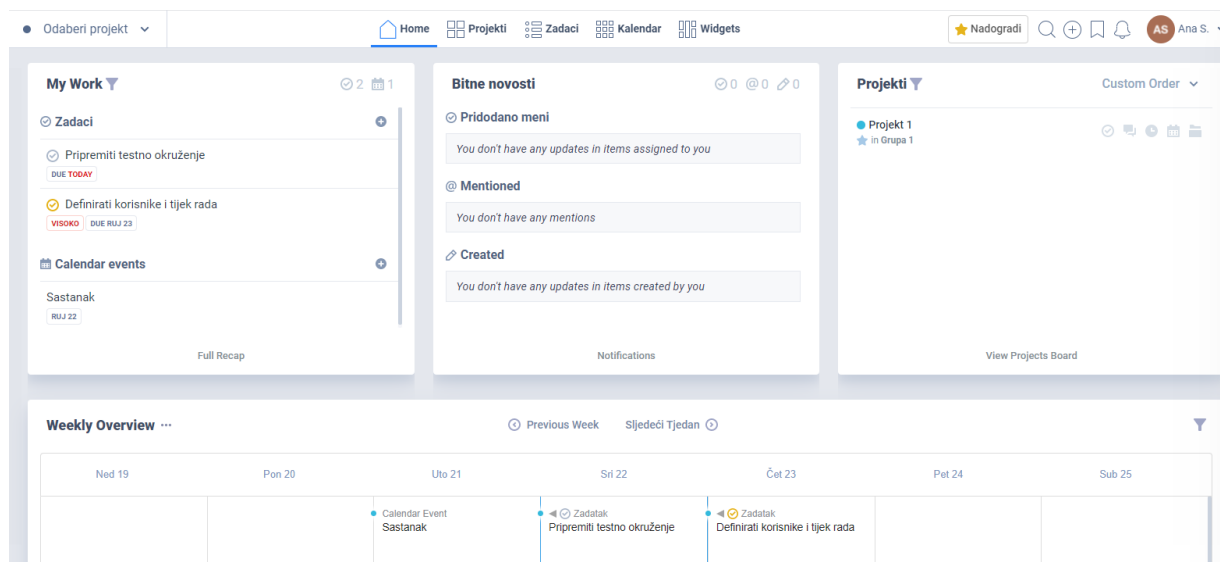 Odaberi projekt
Home
Projekti
Zadaci
Kalendar
Widgets
Nadogradi
AS
Ana S.
My Work
2
1
Zadaci
Pripremiti testno okruženje
DUE TODAY
Definirati korisnike i tijek rada
VISOKO DUE RUJ 23
Calendar events
Sastanak
RUJ 22
Full Recap
Bitne novosti
0 @ 0 0
Pridodano meni
You don't have any updates in items assigned to you
@ Mentioned
You don't have any mentions
Created
You don't have any updates in items created by you
Notifications
Projekti
Custom Order
Projekt 1
in Grupa 1
View Projects Board
Weekly Overview ...
Previous Week
Sljedeći Tjedan
Ned 19
Pon 20
Uto 21
Sri 22
Čet 23
Pet 24
Sub 25
Calendar Event
Sastanak
Zadatak
Pripremiti testno okruženje
Zadatak
Definirati korisnike i tijek rada